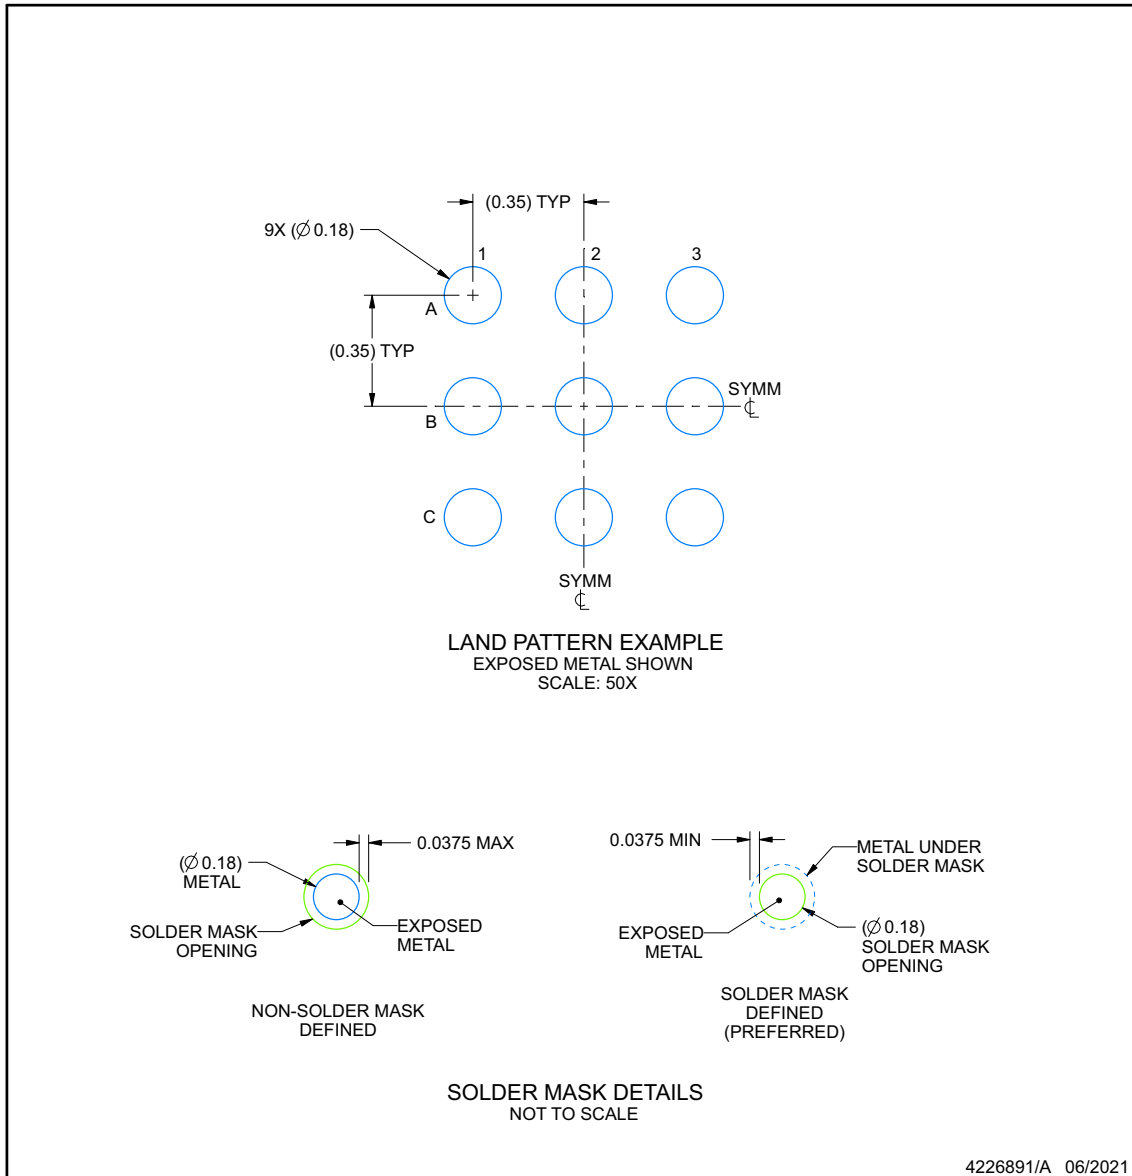 (0.35) TYP
9X (∅ 0.18)
1
2
3
A
(0.35) TYP
SYMM
℄
B
C
SYMM
℄
LAND PATTERN EXAMPLE
EXPOSED METAL SHOWN
SCALE: 50X
0.0375 MAX
(∅ 0.18)
METAL
SOLDER MASK
OPENING
EXPOSED
METAL
NON-SOLDER MASK
DEFINED
0.0375 MIN
METAL UNDER
SOLDER MASK
EXPOSED
METAL
(∅ 0.18)
SOLDER MASK
OPENING
SOLDER MASK
DEFINED
(PREFERRED)
SOLDER MASK DETAILS
NOT TO SCALE
4226891/A 06/2021